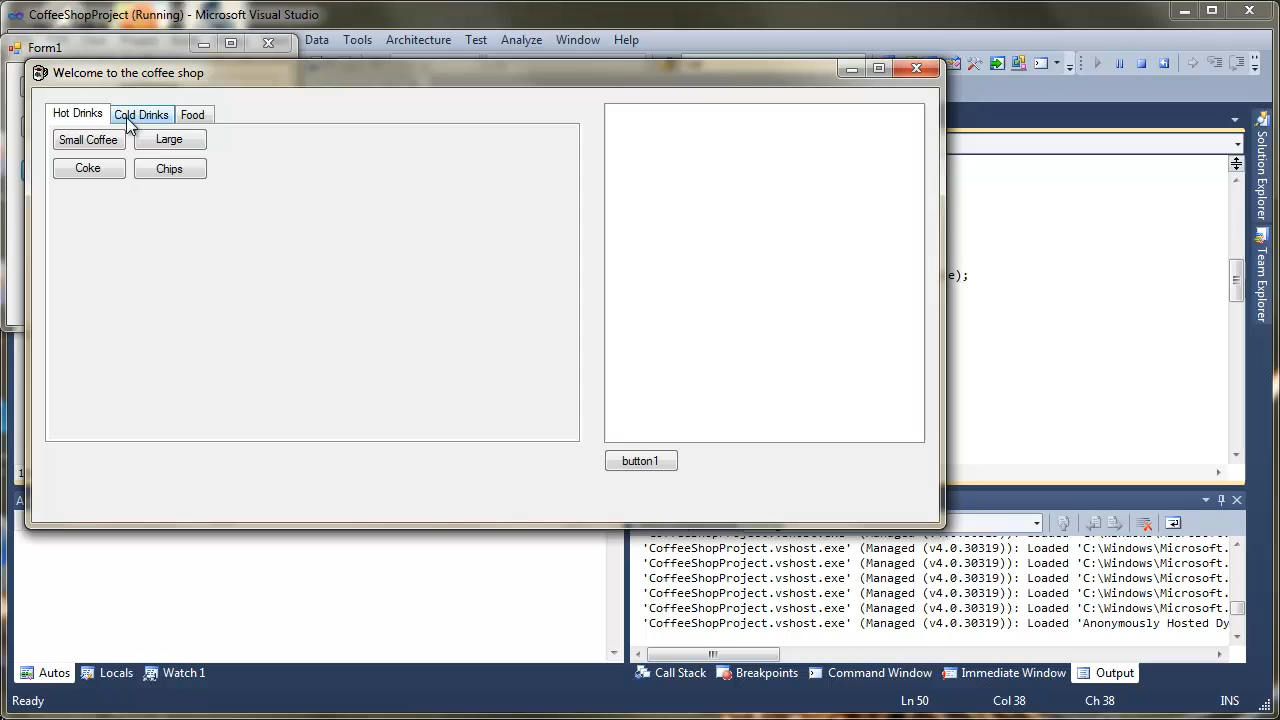 CoffeeShopProject (Running) - Microsoft Visual Studio
Form1
Data Tools Architecture Test Analyze Window Help
Welcome to the coffee shop
Hot Drinks Cold Drinks Food
Small Coffee Large
Coke Chips
e);
button1
Solution Explorer
Team Explorer
'CoffeeShopProject.vshost.exe' (Managed (v4.0.30319)): Loaded 'C:\Windows\Microsoft.
'CoffeeShopProject.vshost.exe' (Managed (v4.0.30319)): Loaded 'C:\Windows\Microsoft.
'CoffeeShopProject.vshost.exe' (Managed (v4.0.30319)): Loaded 'C:\Windows\Microsoft.
'CoffeeShopProject.vshost.exe' (Managed (v4.0.30319)): Loaded 'C:\Windows\Microsoft.
'CoffeeShopProject.vshost.exe' (Managed (v4.0.30319)): Loaded 'C:\Windows\Microsoft.
'CoffeeShopProject.vshost.exe' (Managed (v4.0.30319)): Loaded 'Anonymously Hosted Dy
Autos Locals Watch 1 Call Stack Breakpoints Command Window Immediate Window Output
Ready Ln 50 Col 38 Ch 38 INS